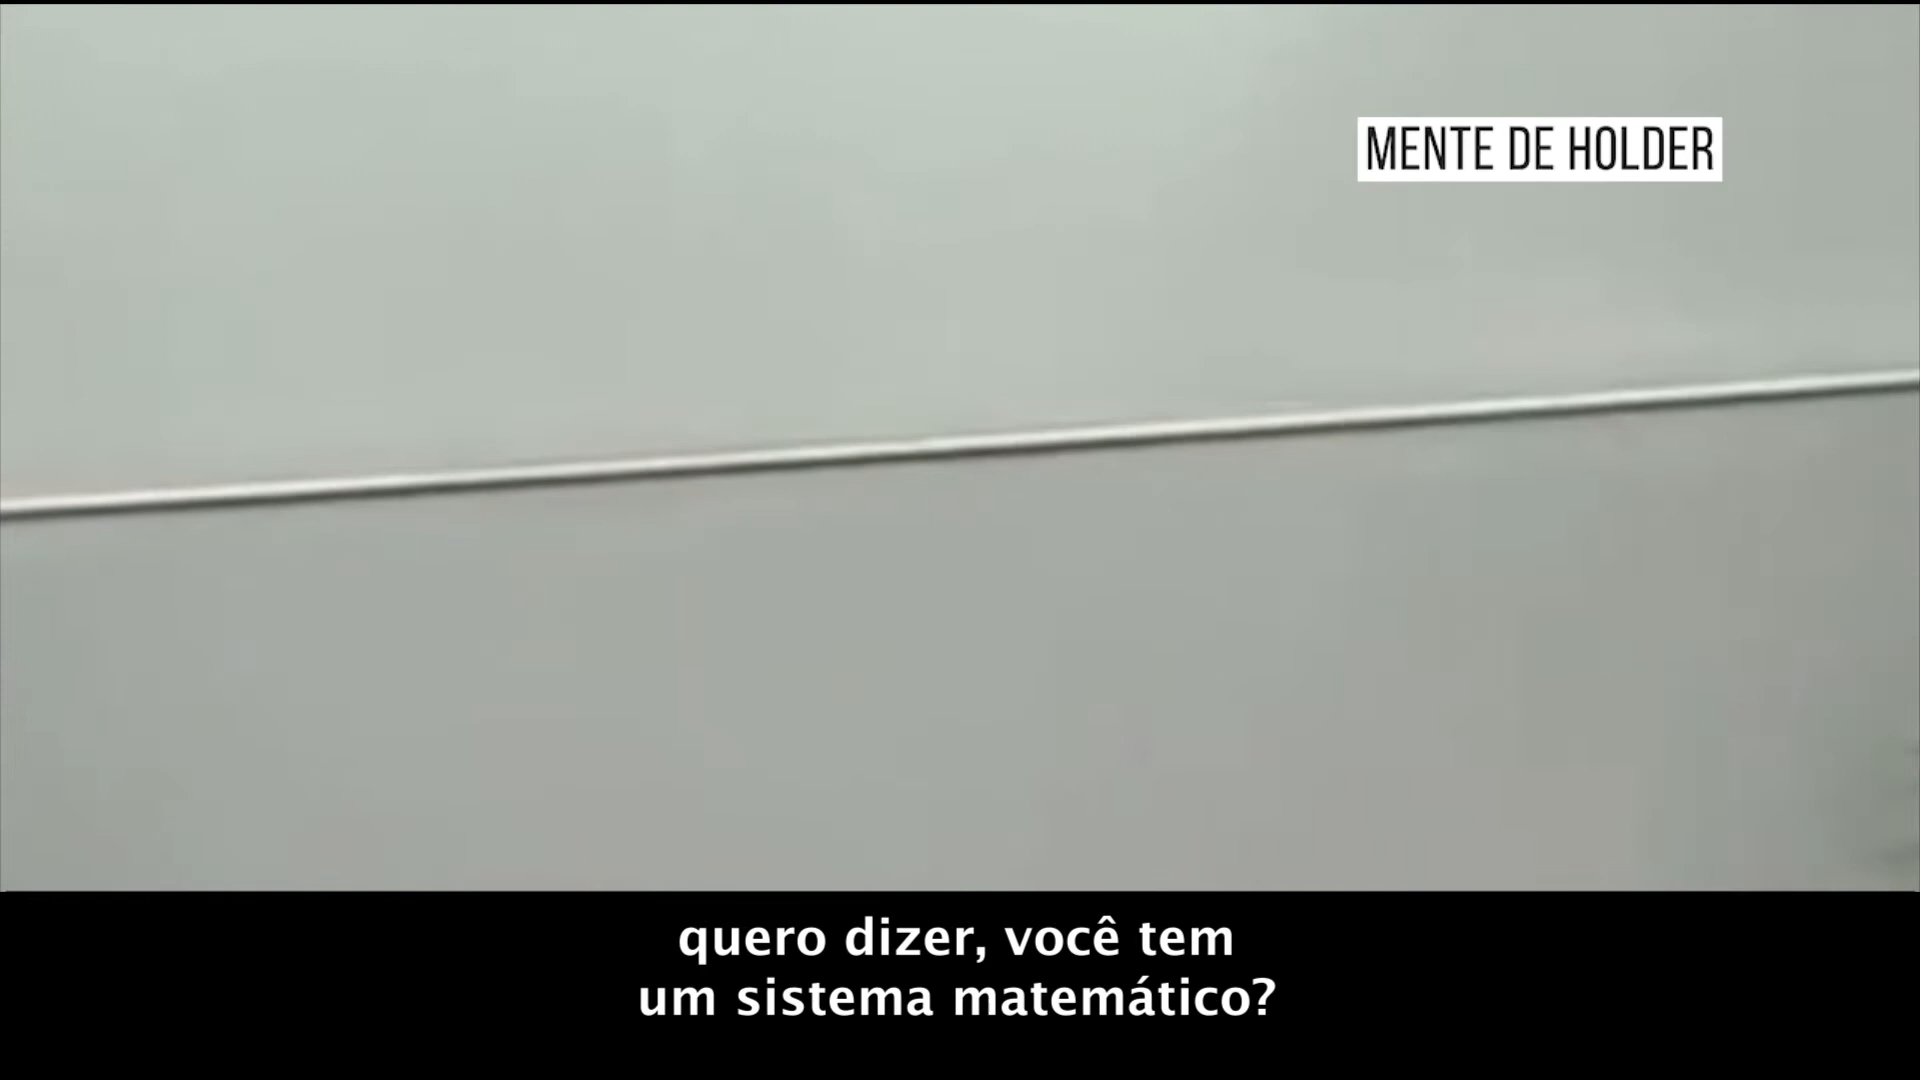 MENTE DE HOLDER
quero dizer, você tem
um sistema matemático?